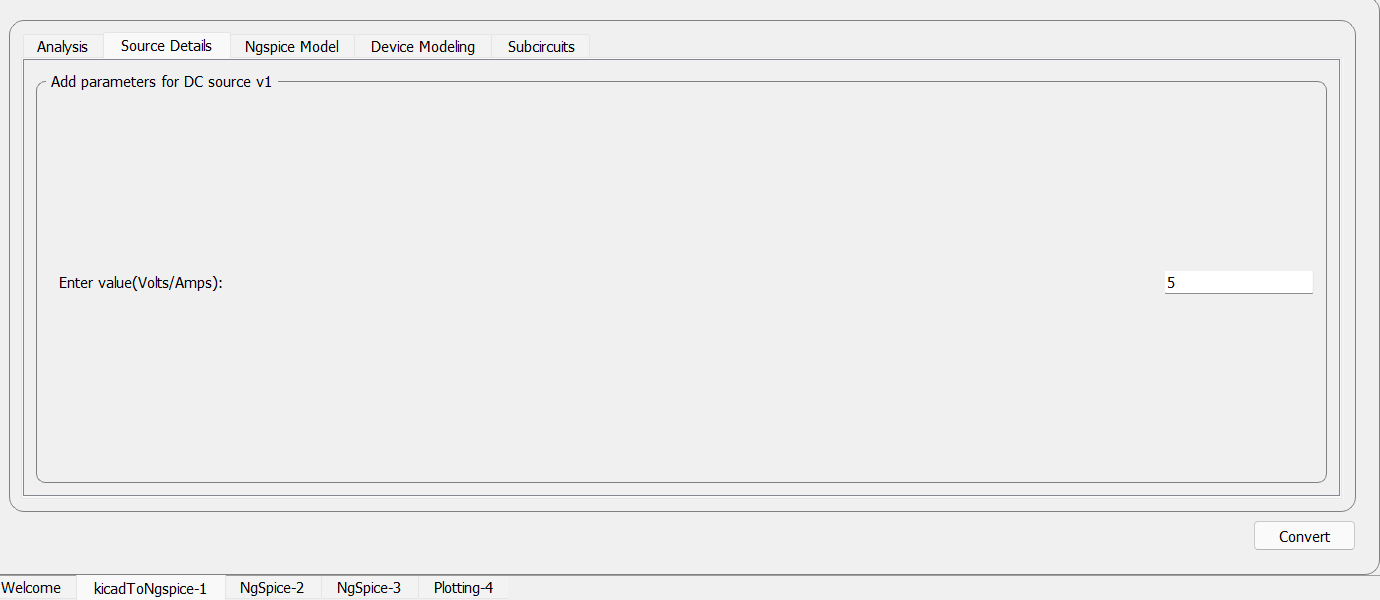 Analysis Source Details Ngspice Model Device Modeling Subcircuits
Add parameters for DC source v1
Enter value(Volts/Amps): 5
Convert
Welcome kicadToNgspice-1 NgSpice-2 NgSpice-3 Plotting-4